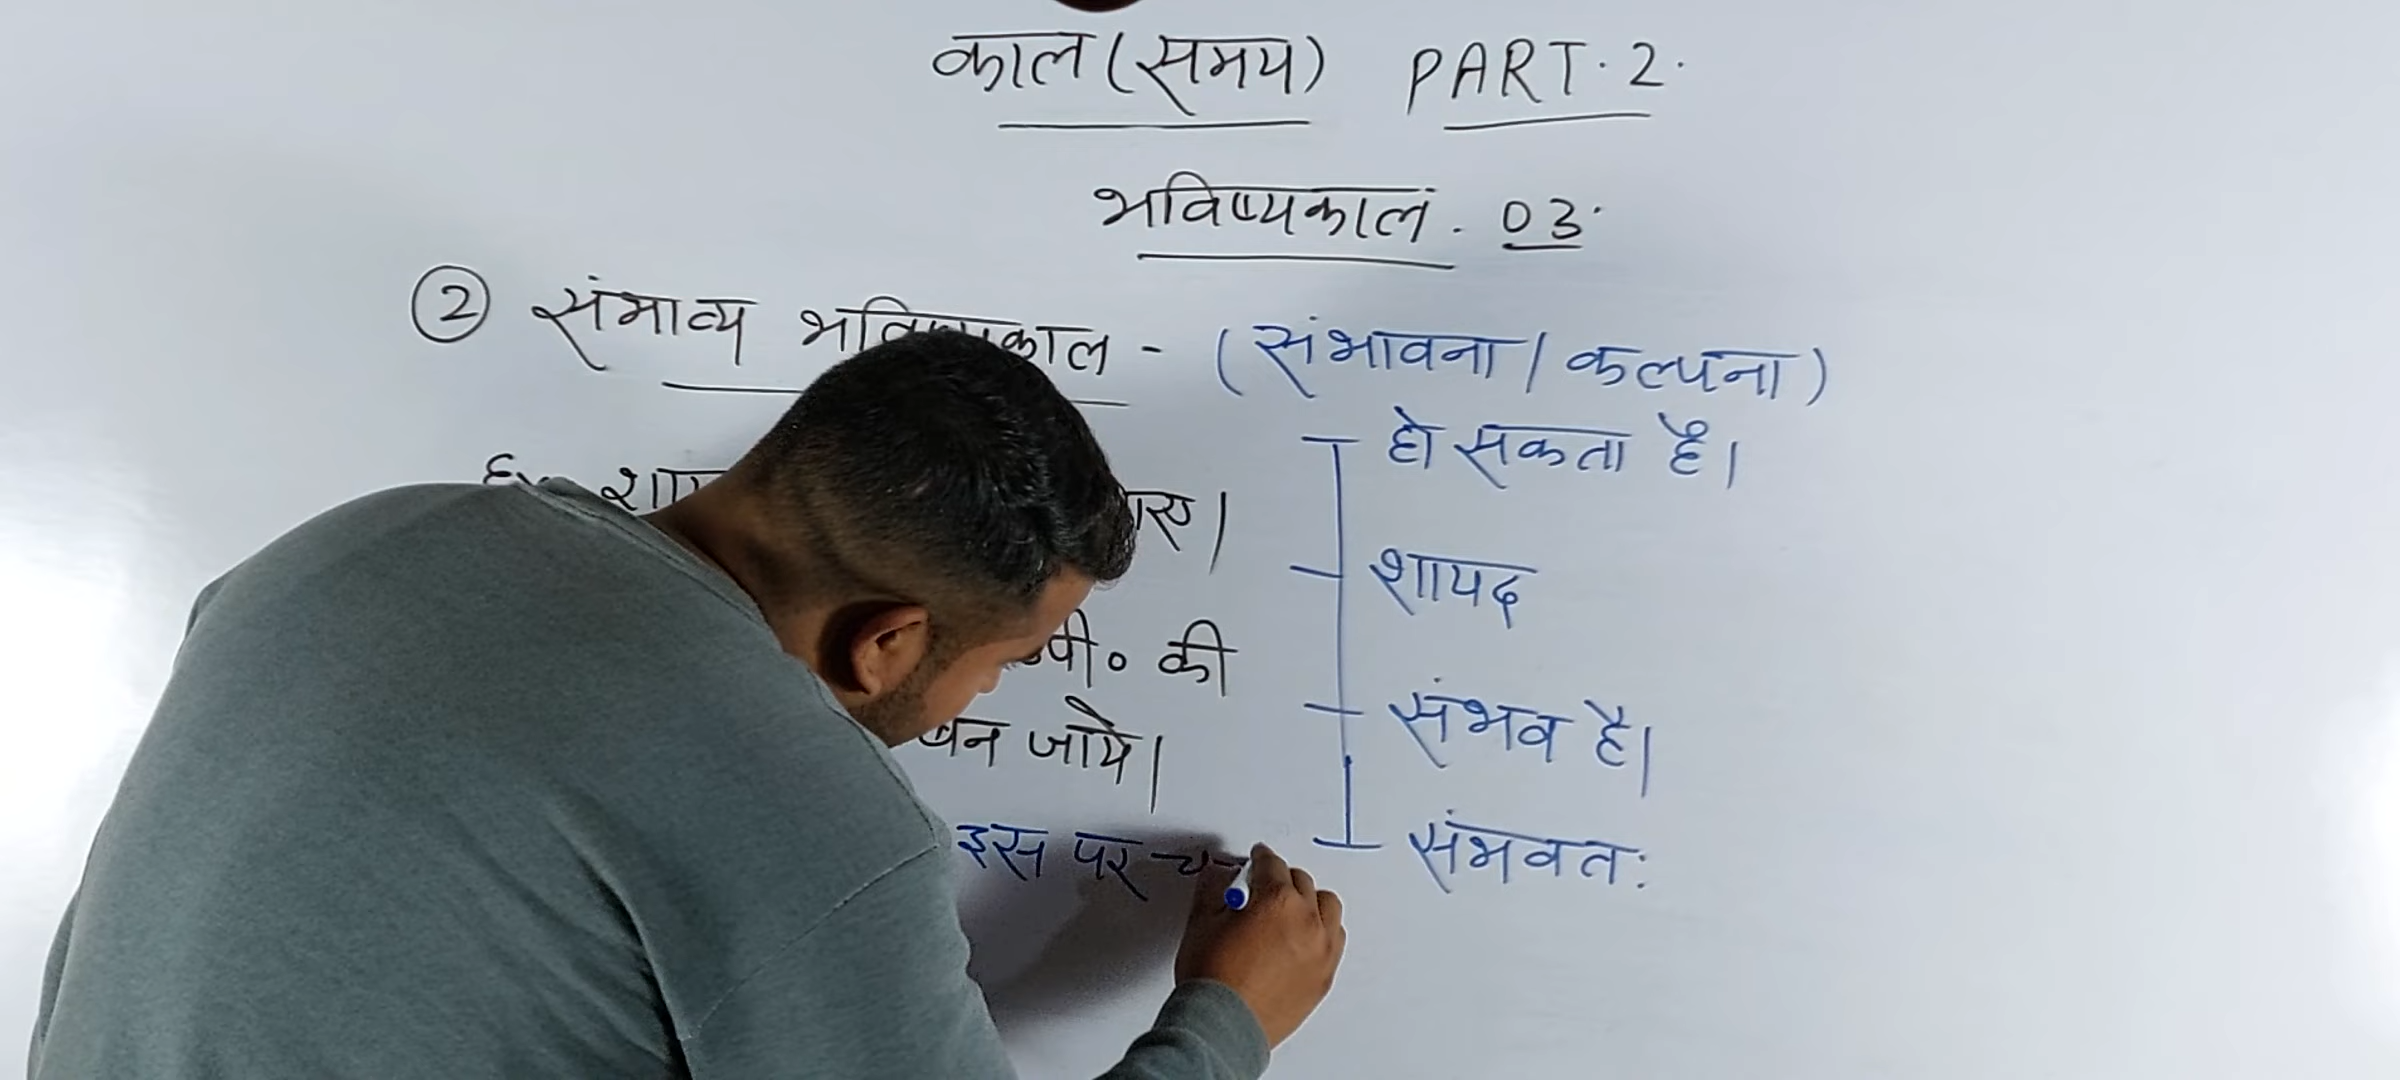 काल (समय) PART. 2.
भविष्यकाल. 03.
② संभाव्य भविष्यकाल - (संभावना / कल्पना)
हो सकता है।
शायद
की
संभव है।
बन जाये।
इस पर
संभवतः